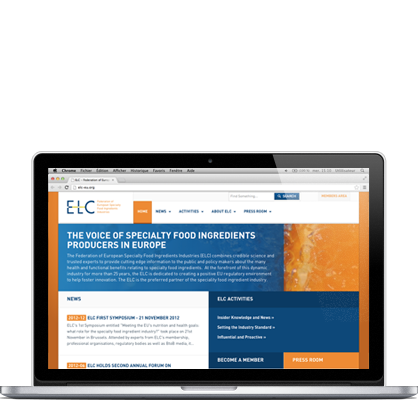 Chrome Fichier Edition Afficher Historique Favoris Fenêtre Aide
ELC - Federation of Europe
elc-eu.org
Find Something...
SEARCH
MEMBERS AREA
ELC
Federation of
European Specialty
Food Ingredients
Industries
HOME NEWS ACTIVITIES ABOUT ELC PRESS ROOM
THE VOICE OF SPECIALTY FOOD INGREDIENTS
PRODUCERS IN EUROPE
The Federation of European Specialty Food Ingredients Industries (ELC) combines credible science and
trusted experts to provide cutting edge information to the public and policy makers about the many
health and functional benefits relating to specialty food ingredients. At the forefront of this dynamic
industry for more than 35 years, the ELC is dedicated to creating a positive EU regulatory environment
to help foster innovation. The ELC is the preferred partner of the specialty food ingredient industry.
NEWS
2012-12 ELC FIRST SYMPOSIUM - 21 NOVEMBER 2012
ELC's 1st Symposium entitled "Meeting the EU's nutrition and health goals:
what role for the specialty food ingredient industry?" took place on 21st
November in Brussels. Attended by experts from ELC's membership,
professional organisations, regulatory bodies as well as B&B media, it...
2012-06 ELC HOLDS SECOND ANNUAL FORUM ON
ELC ACTIVITIES
Insider Knowledge and News »
Setting the Industry Standard »
Influential and Proactive »
BECOME A MEMBER
PRESS ROOM